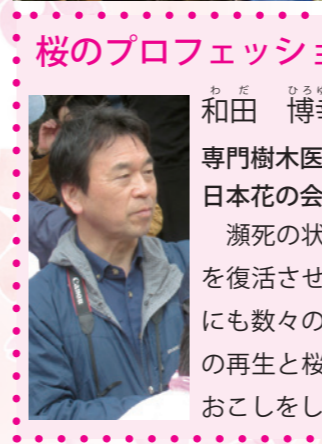 桜のプロフェッショ
わだ ひろゆ
和田 博幸
専門樹木医
日本花の会
瀕死の状
を復活させ
にも数々の
の再生と桜
おこしをし
Canon